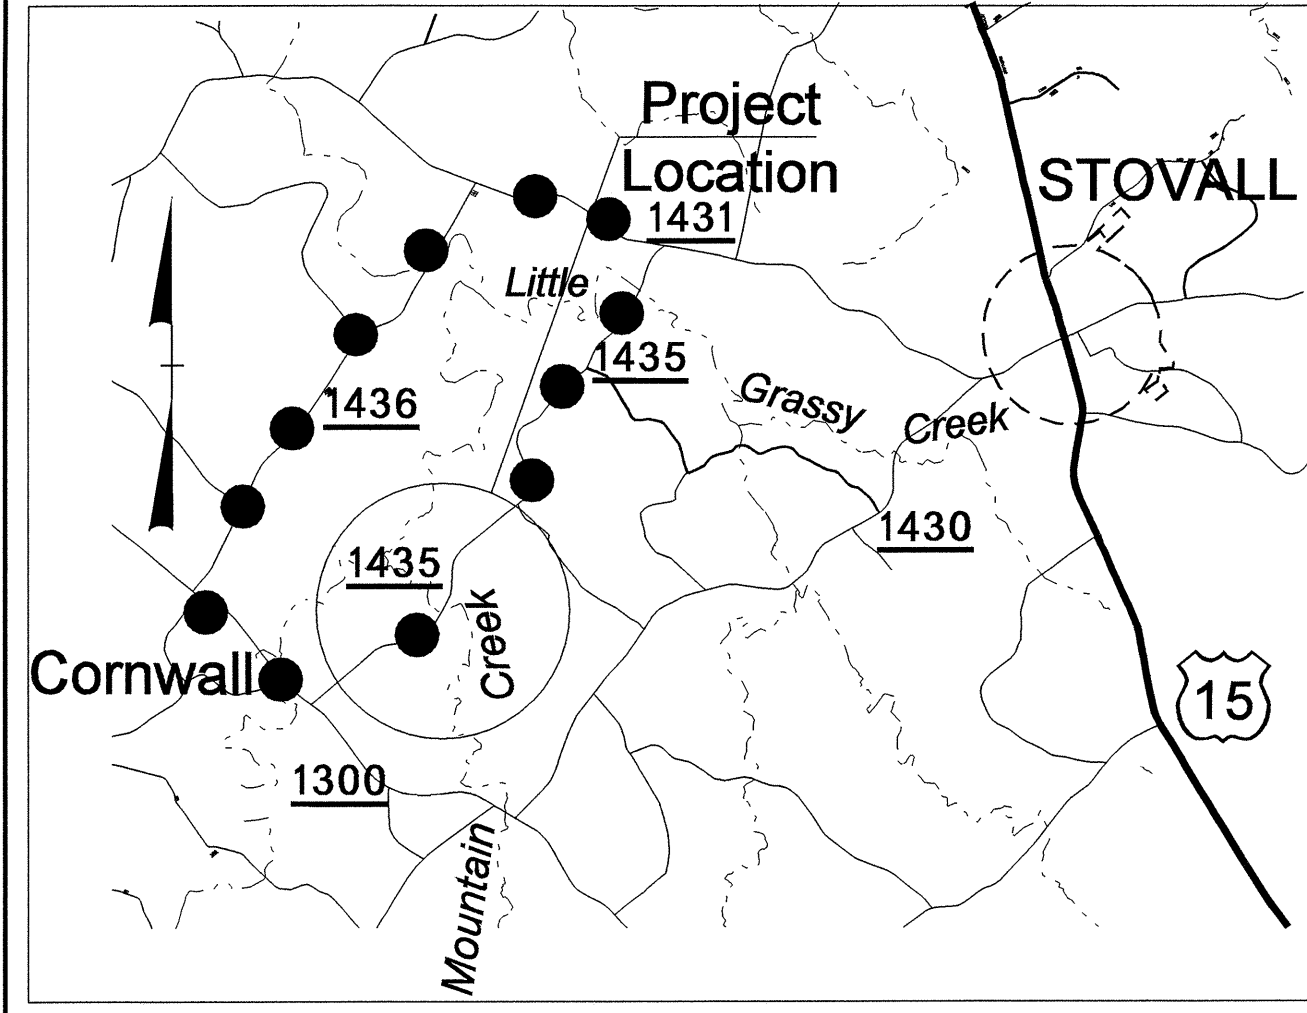 Project
Location
STOVALL
1431
Little
1435
1436
Grassy
Creek
1430
1435
Creek
Cornwall
15
1300
Mountain